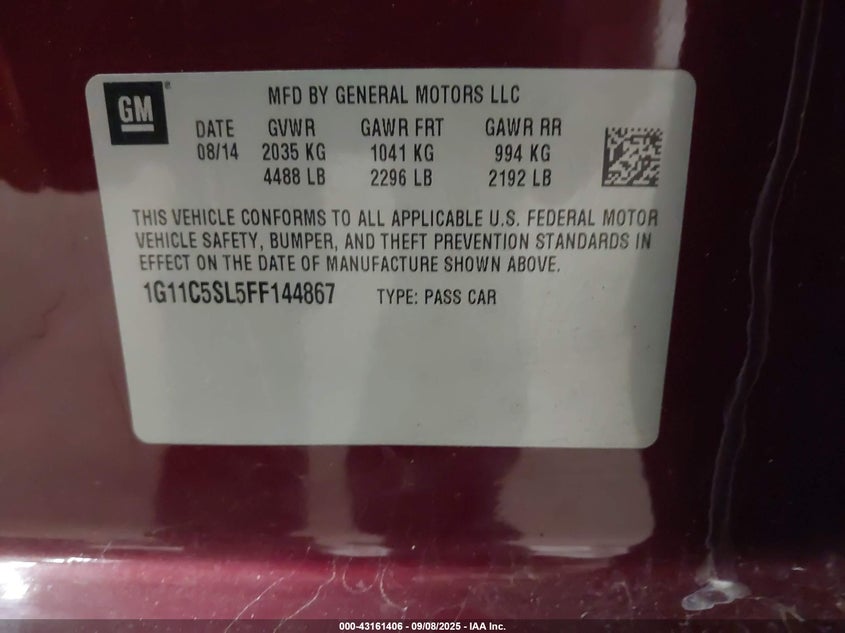 GM
MFD BY GENERAL MOTORS LLC
DATE GVWR GAWR FRT GAWR RR
08/14 2035 KG 1041 KG 994 KG
4488 LB 2296 LB 2192 LB
THIS VEHICLE CONFORMS TO ALL APPLICABLE U.S. FEDERAL MOTOR
VEHICLE SAFETY, BUMPER, AND THEFT PREVENTION STANDARDS IN
EFFECT ON THE DATE OF MANUFACTURE SHOWN ABOVE.
1G11C5SL5FF144867 TYPE: PASS CAR
000-43161406 - 09/08/2025 - IAA Inc.